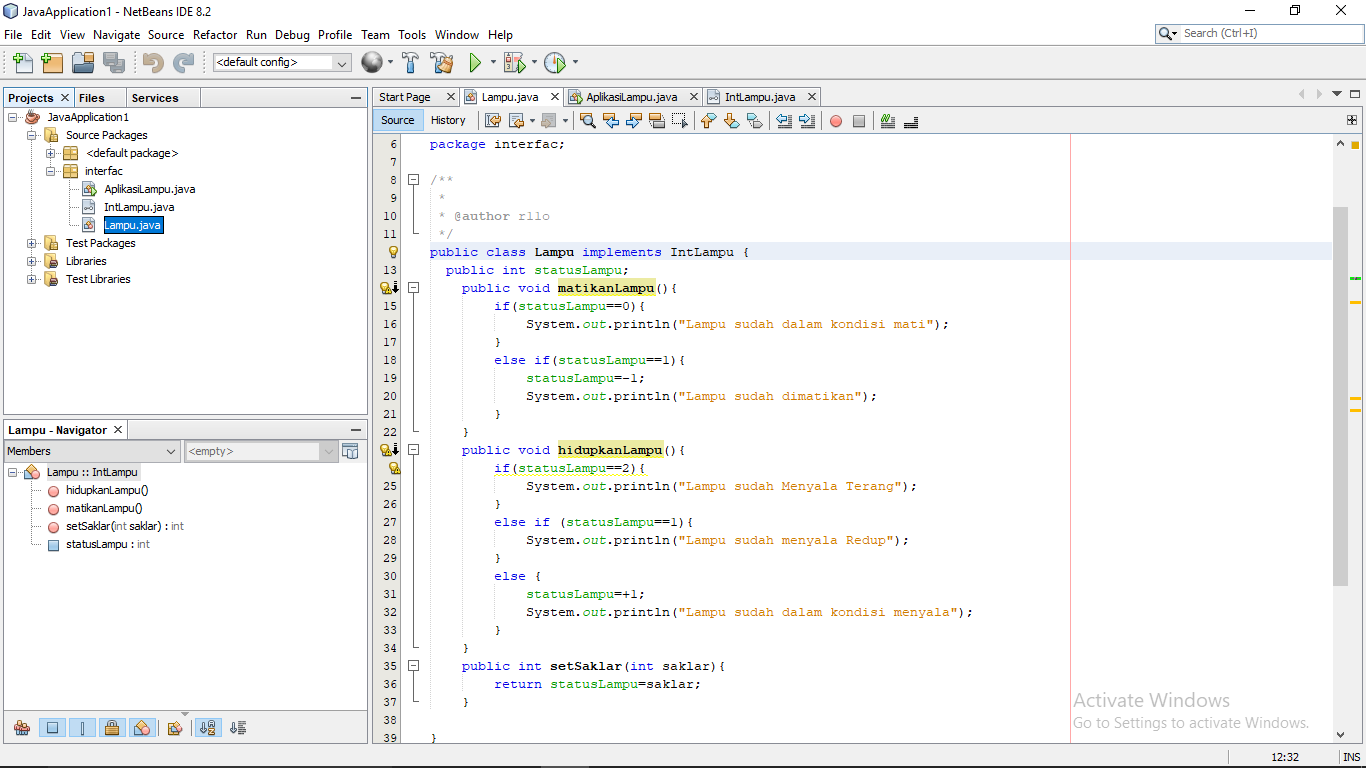 JavaApplication1 - NetBeans IDE 8.2
File Edit View Navigate Source Refactor Run Debug Profile Team Tools Window Help
Search (Ctrl+I)
<default config>
Projects Files Services
JavaApplication1
Source Packages
<default package>
interfac
AplikasiLampu.java
IntLampu.java
Lampu.java
Test Packages
Libraries
Test Libraries
Lampu - Navigator
Members <empty>
Lampu :: IntLampu
hidupkanLampu()
matikanLampu()
setSaklar(int saklar) : int
statusLampu : int
Start Page Lampu.java AplikasiLampu.java IntLampu.java
Source History
6 package interfac;
7
8 /**
9 *
10 * @author rllo
11 */
public class Lampu implements IntLampu {
13 public int statusLampu;
public void matikanLampu(){
15 if(statusLampu==0){
16 System.out.println("Lampu sudah dalam kondisi mati");
17 }
18 else if(statusLampu==1){
19 statusLampu=-1;
20 System.out.println("Lampu sudah dimatikan");
21 }
22 }
public void hidupkanLampu(){
if(statusLampu==2){
25 System.out.println("Lampu sudah Menyala Terang");
26 }
27 else if (statusLampu==1){
28 System.out.println("Lampu sudah menyala Redup");
29 }
30 else {
31 statusLampu=+1;
32 System.out.println("Lampu sudah dalam kondisi menyala");
33 }
34 }
35 public int setSaklar(int saklar){
36 return statusLampu=saklar;
37 }
38
39 }
Activate Windows
Go to Settings to activate Windows.
12:32 INS